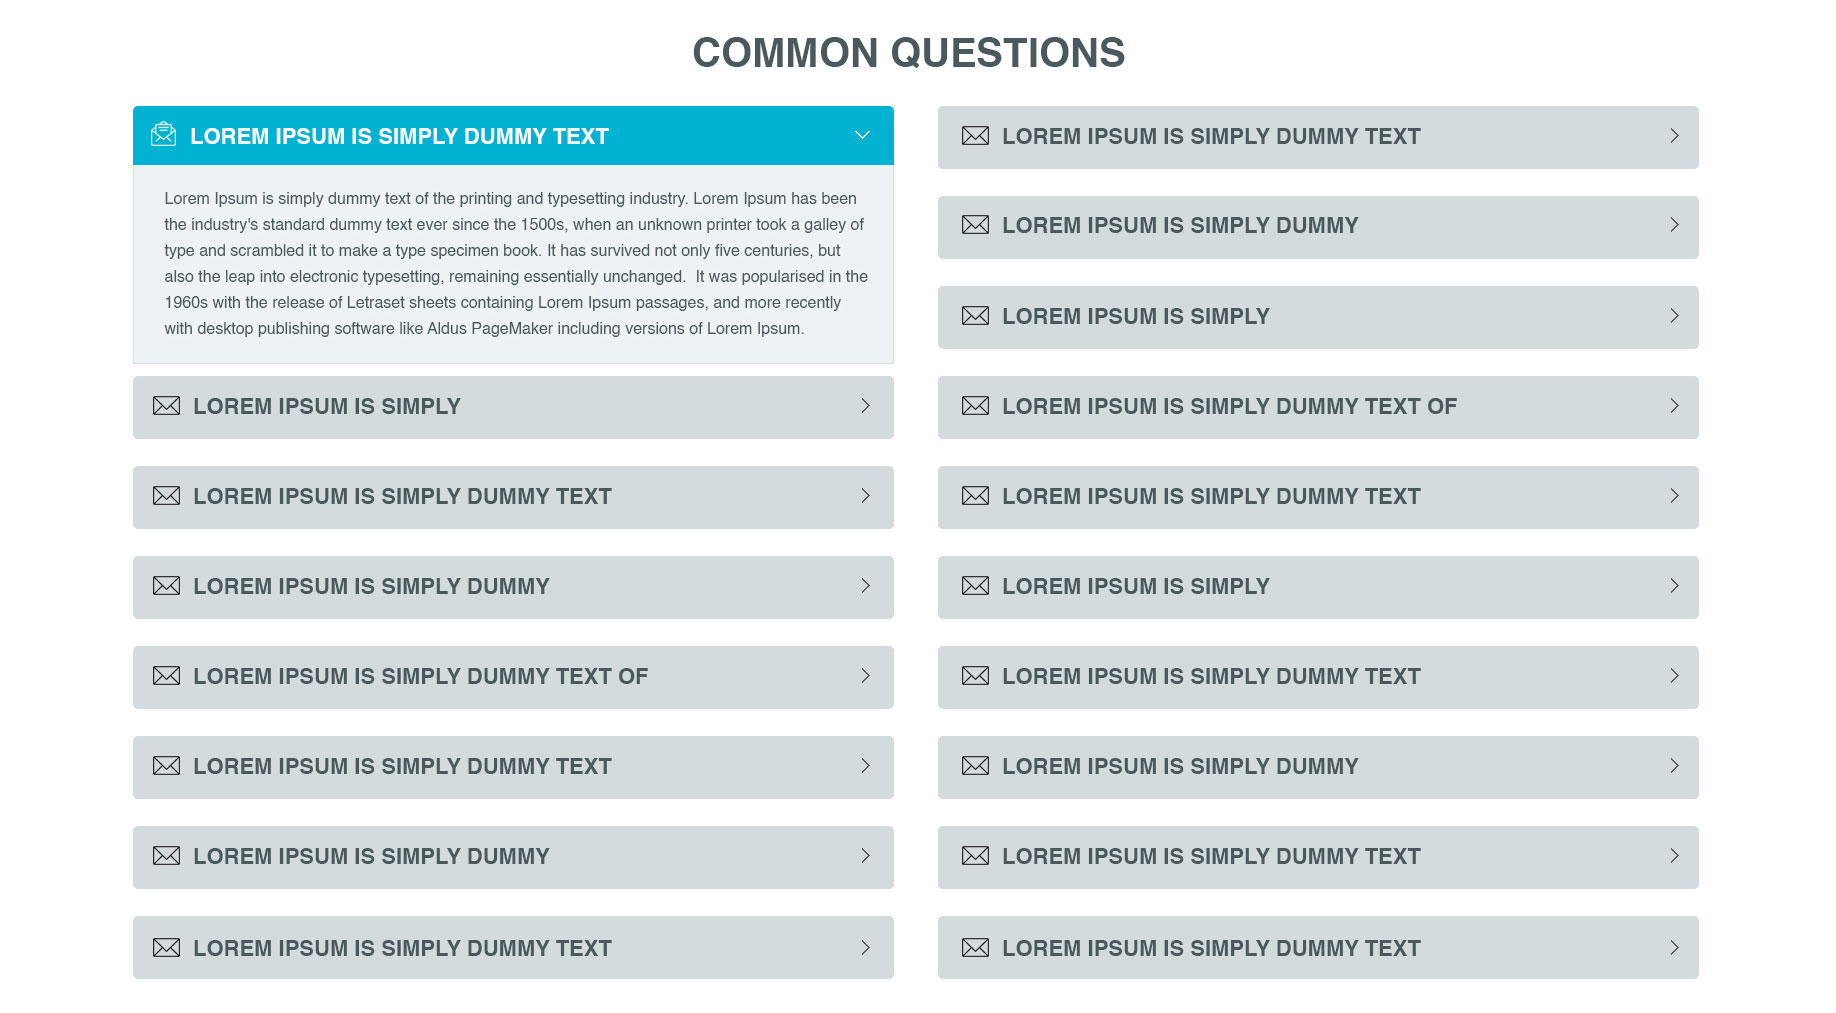 COMMON QUESTIONS
LOREM IPSUM IS SIMPLY DUMMY TEXT
Lorem Ipsum is simply dummy text of the printing and typesetting industry. Lorem Ipsum has been
the industry's standard dummy text ever since the 1500s, when an unknown printer took a galley of
type and scrambled it to make a type specimen book. It has survived not only five centuries, but
also the leap into electronic typesetting, remaining essentially unchanged.  It was popularised in the
1960s with the release of Letraset sheets containing Lorem Ipsum passages, and more recently
with desktop publishing software like Aldus PageMaker including versions of Lorem Ipsum.
LOREM IPSUM IS SIMPLY
LOREM IPSUM IS SIMPLY DUMMY TEXT
LOREM IPSUM IS SIMPLY DUMMY
LOREM IPSUM IS SIMPLY DUMMY TEXT OF
LOREM IPSUM IS SIMPLY DUMMY TEXT
LOREM IPSUM IS SIMPLY DUMMY
LOREM IPSUM IS SIMPLY DUMMY TEXT
LOREM IPSUM IS SIMPLY DUMMY TEXT
LOREM IPSUM IS SIMPLY DUMMY
LOREM IPSUM IS SIMPLY
LOREM IPSUM IS SIMPLY DUMMY TEXT OF
LOREM IPSUM IS SIMPLY DUMMY TEXT
LOREM IPSUM IS SIMPLY
LOREM IPSUM IS SIMPLY DUMMY TEXT
LOREM IPSUM IS SIMPLY DUMMY
LOREM IPSUM IS SIMPLY DUMMY TEXT
LOREM IPSUM IS SIMPLY DUMMY TEXT